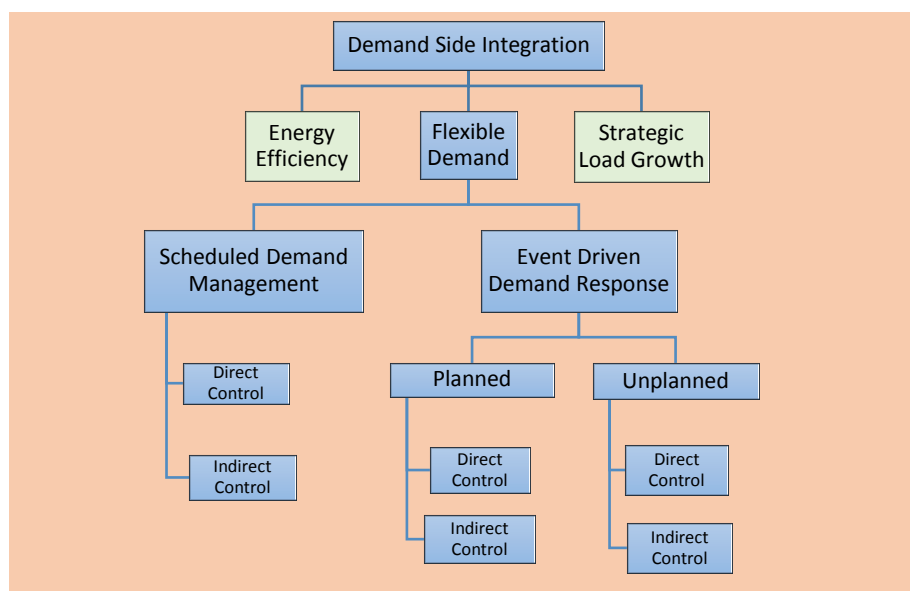 Demand Side Integration
Energy
Efficiency
Flexible
Demand
Strategic
Load Growth
Scheduled Demand
Management
Event Driven
Demand Response
Direct
Control
Indirect
Control
Planned
Unplanned
Direct
Control
Indirect
Control
Direct
Control
Indirect
Control